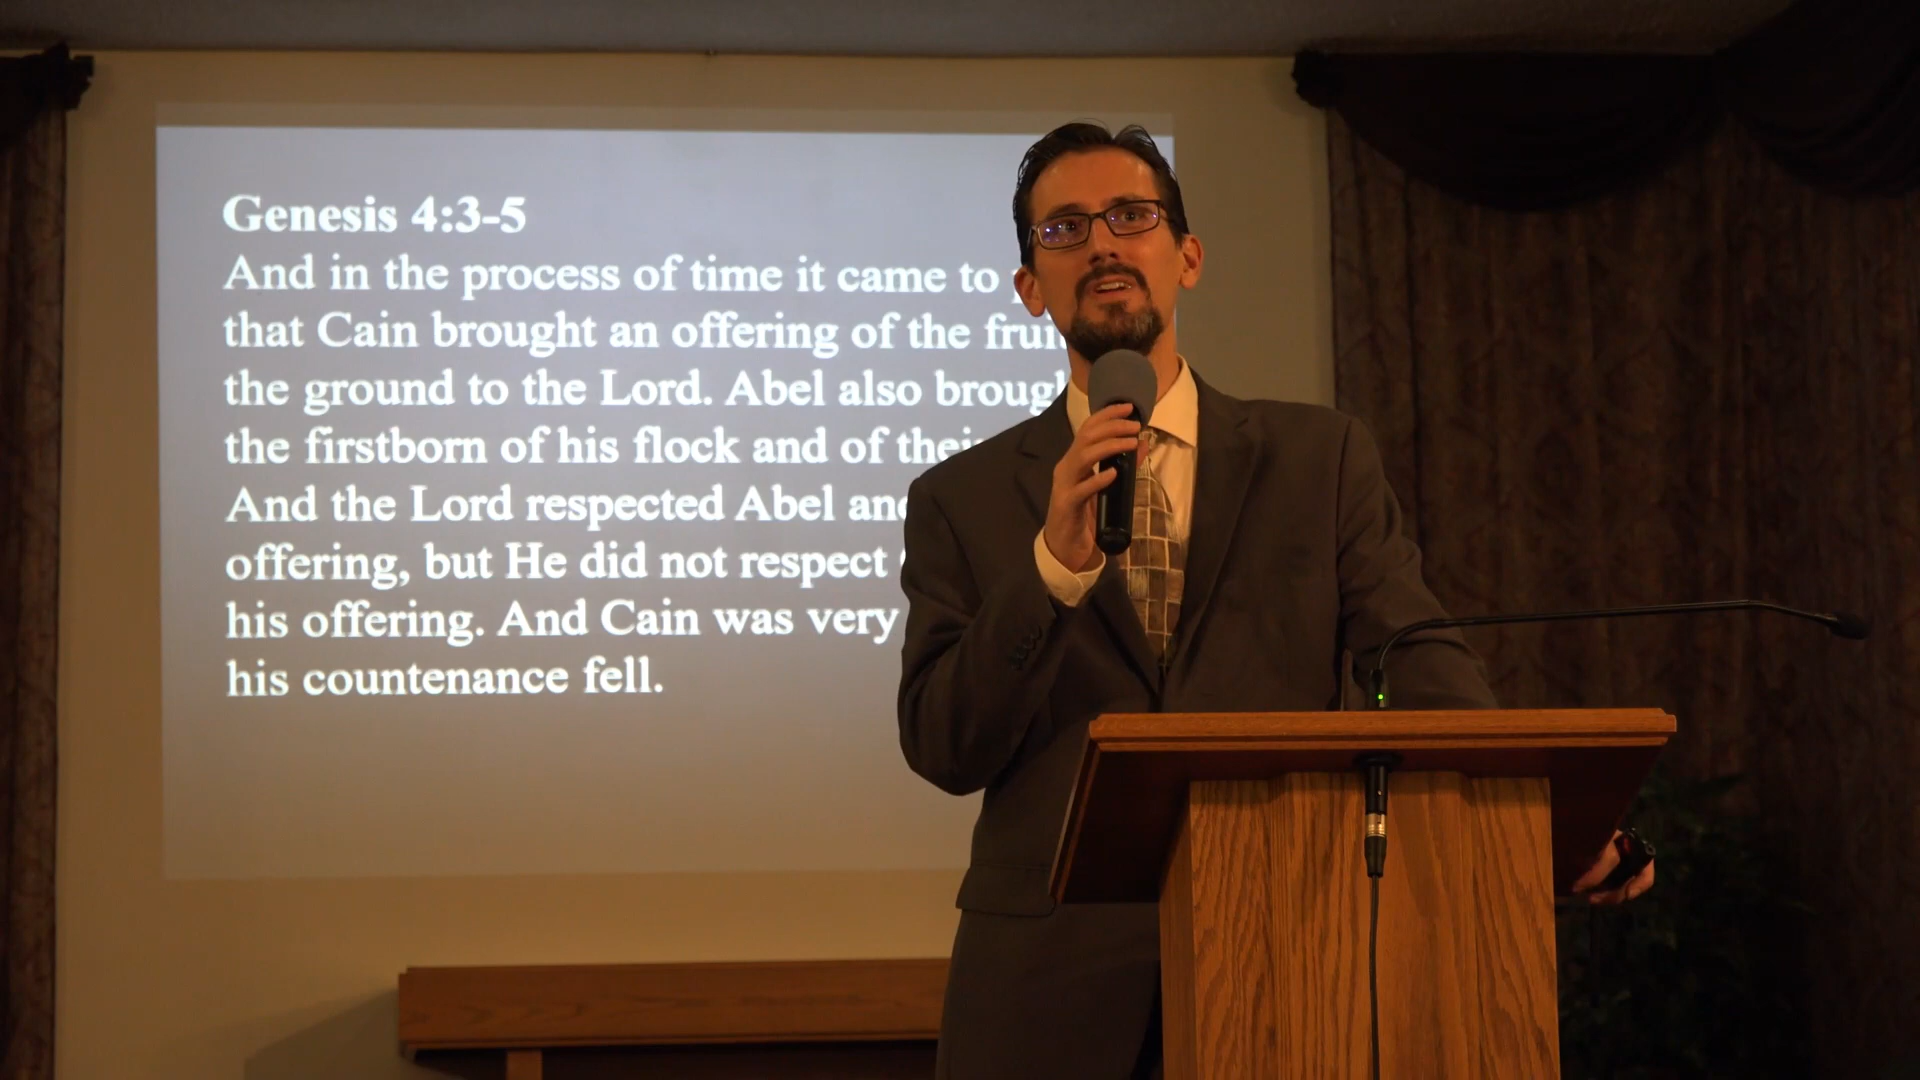 Genesis 4:3-5
And in the process of time it came to
that Cain brought an offering of the
the ground to the Lord. Abel also
the firstborn of his flock and of
And the Lord respected Abel
offering, but He did not respect
his offering. And Cain was very
his countenance fell.